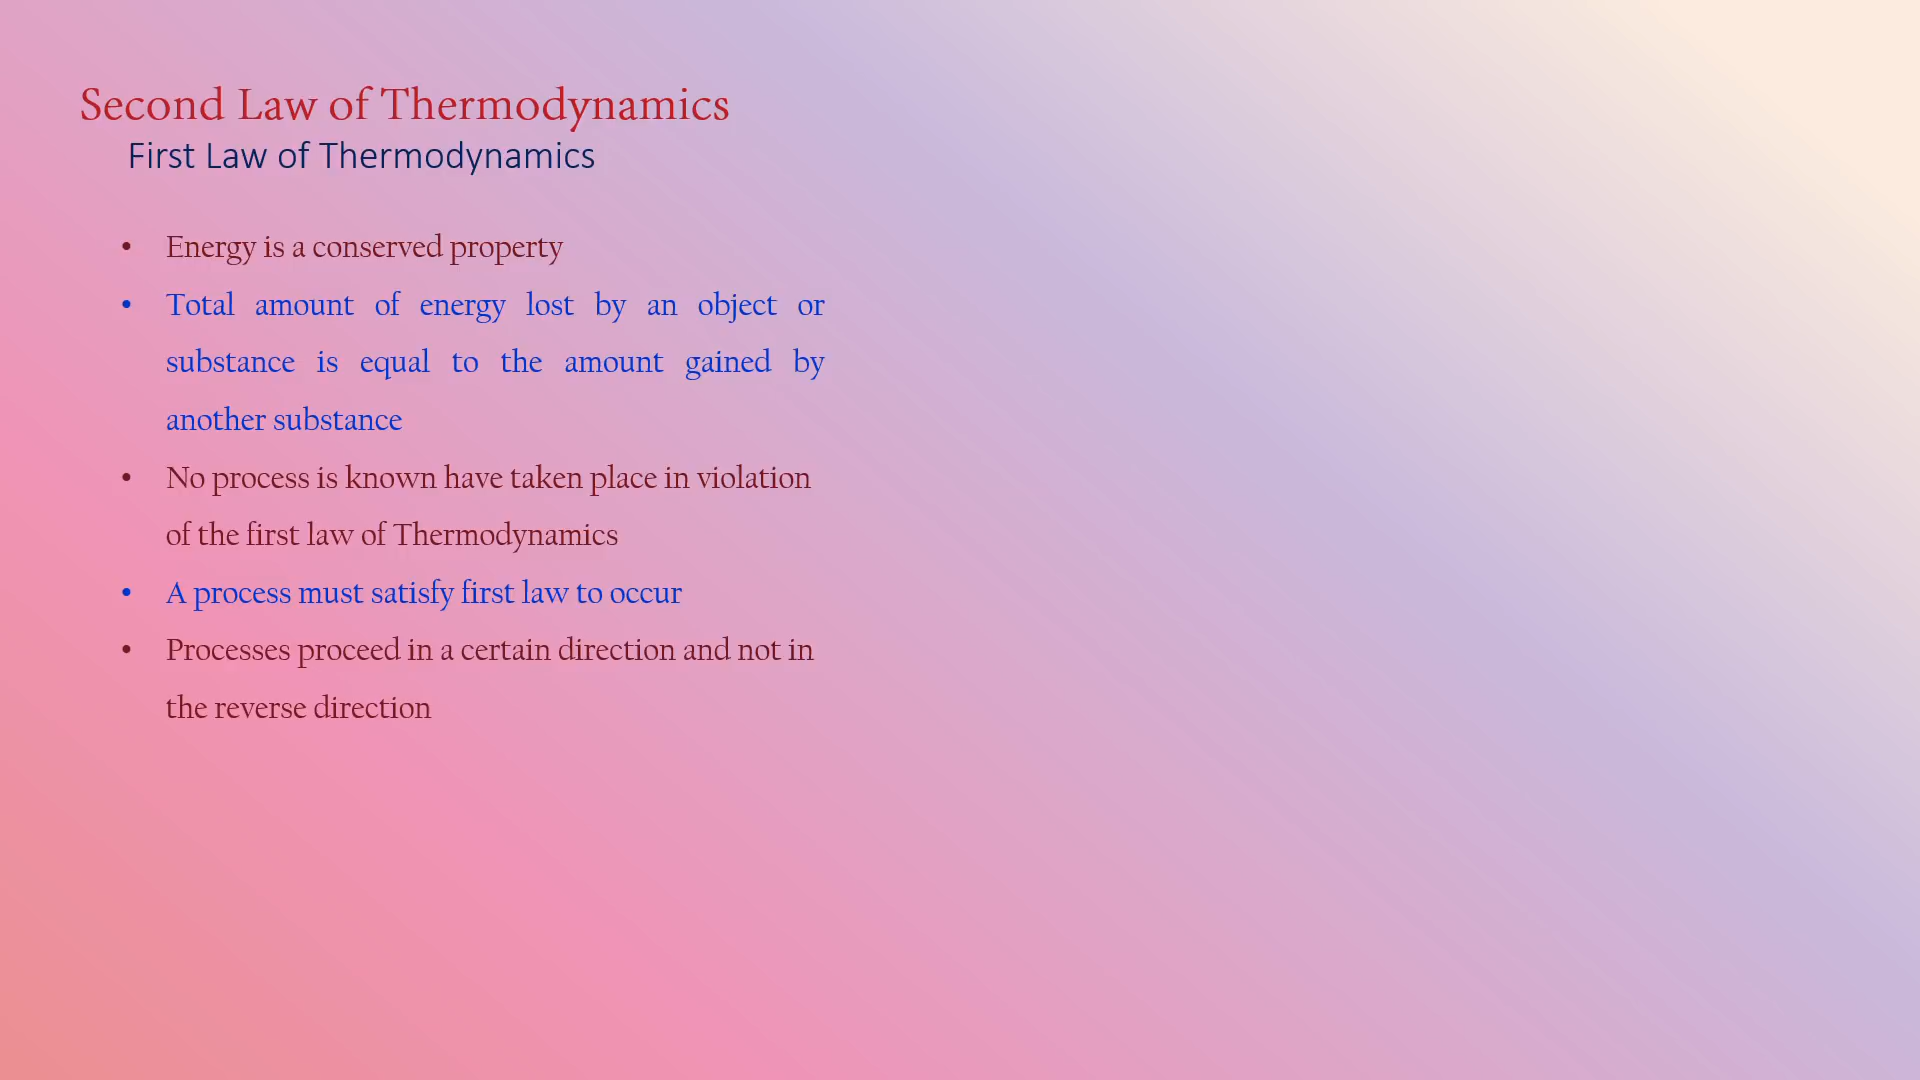 Second Law of Thermodynamics
First Law of Thermodynamics
• Energy is a conserved property
• Total amount of energy lost by an object or
substance is equal to the amount gained by
another substance
• No process is known have taken place in violation
of the first law of Thermodynamics
• A process must satisfy first law to occur
• Processes proceed in a certain direction and not in
the reverse direction